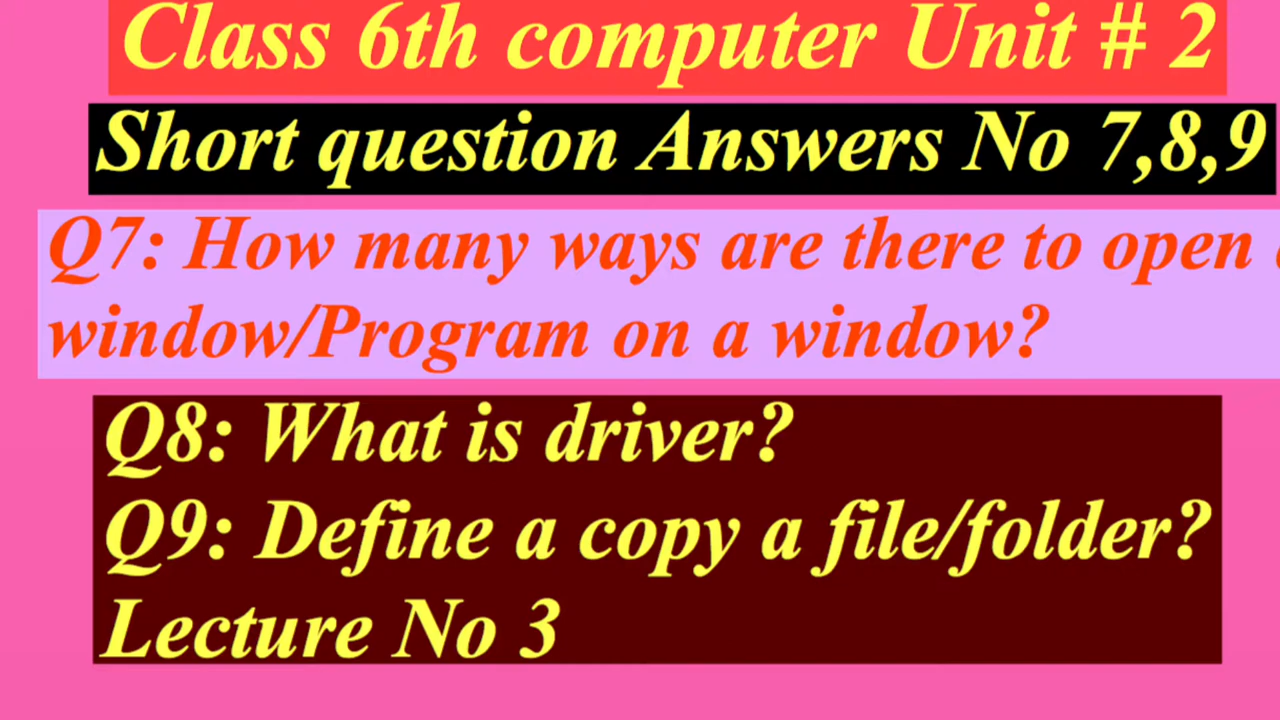 Class 6th computer Unit # 2
Short question Answers No 7,8,9
Q7: How many ways are there to open
window/Program on a window?
Q8: What is driver?
Q9: Define a copy a file/folder?
Lecture No 3